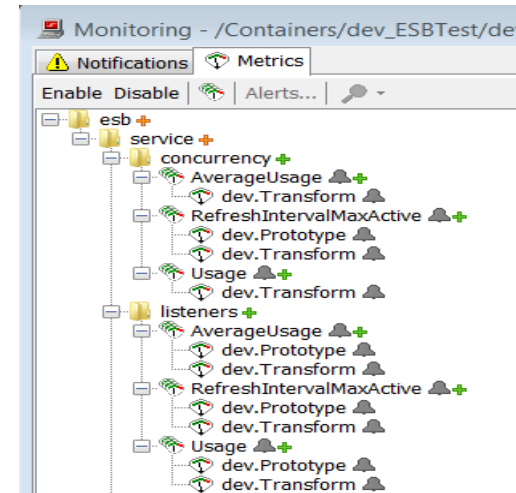 Monitoring - /Containers/dev_ESBTest/de
Notifications Metrics
Enable Disable Alerts...
esb
service
concurrency
AverageUsage
dev.Transform
RefreshIntervalMaxActive
dev.Prototype
dev.Transform
Usage
dev.Transform
listeners
AverageUsage
dev.Prototype
dev.Transform
RefreshIntervalMaxActive
dev.Prototype
dev.Transform
Usage
dev.Prototype
dev.Transform